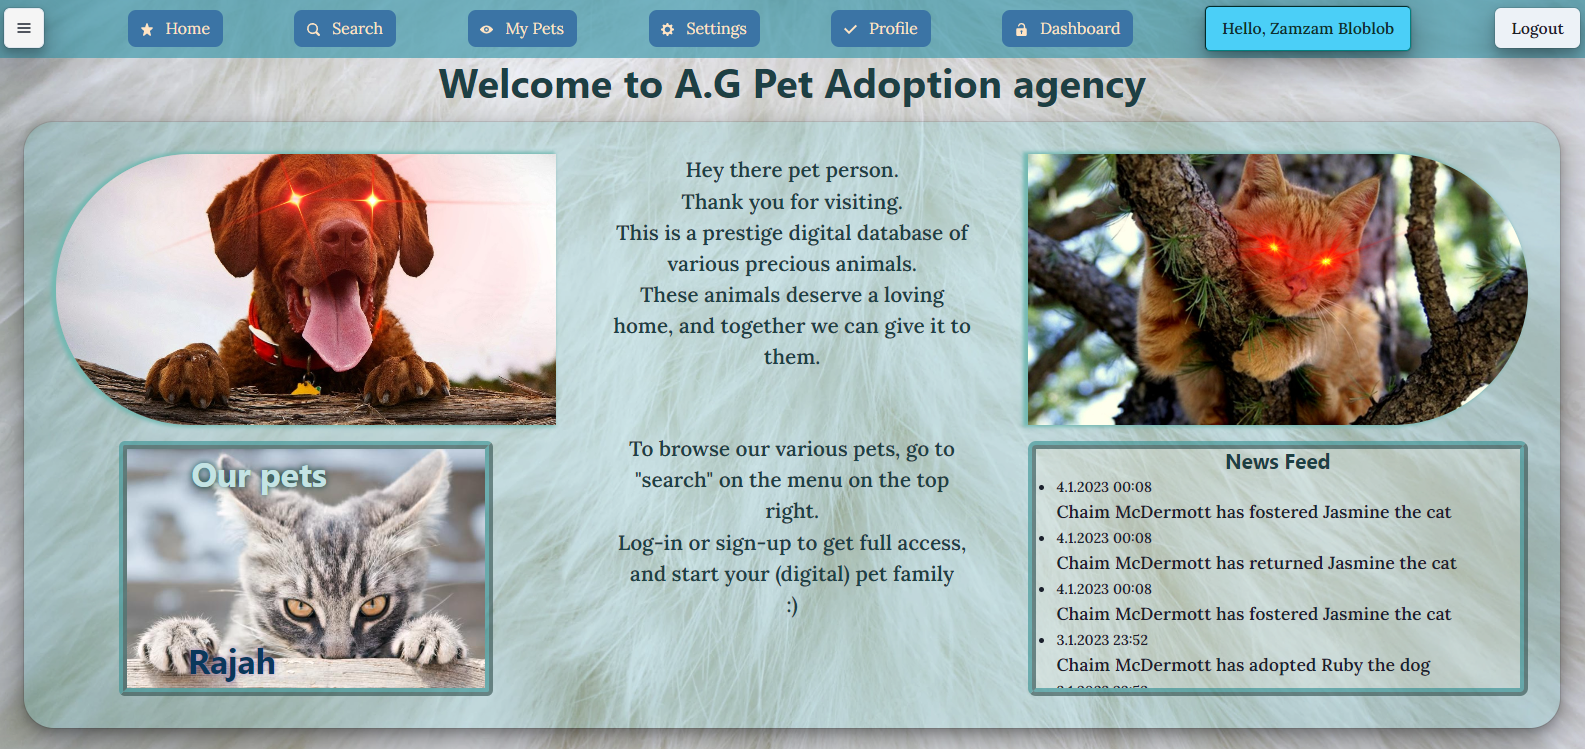 Home
Search
My Pets
Settings
Profile
Dashboard
Hello, Zamzam Bloblob
Logout
Welcome to A.G Pet Adoption agency
Hey there pet person.
Thank you for visiting.
This is a prestige digital database of
various precious animals.
These animals deserve a loving
home, and together we can give it to
them.
To browse our various pets, go to
"search" on the menu on the top
right.
Log-in or sign-up to get full access,
and start your (digital) pet family
:)
Our pets
Rajah
News Feed
4.1.2023 00:08
Chaim McDermott has fostered Jasmine the cat
4.1.2023 00:08
Chaim McDermott has returned Jasmine the cat
4.1.2023 00:08
Chaim McDermott has fostered Jasmine the cat
3.1.2023 23:52
Chaim McDermott has adopted Ruby the dog